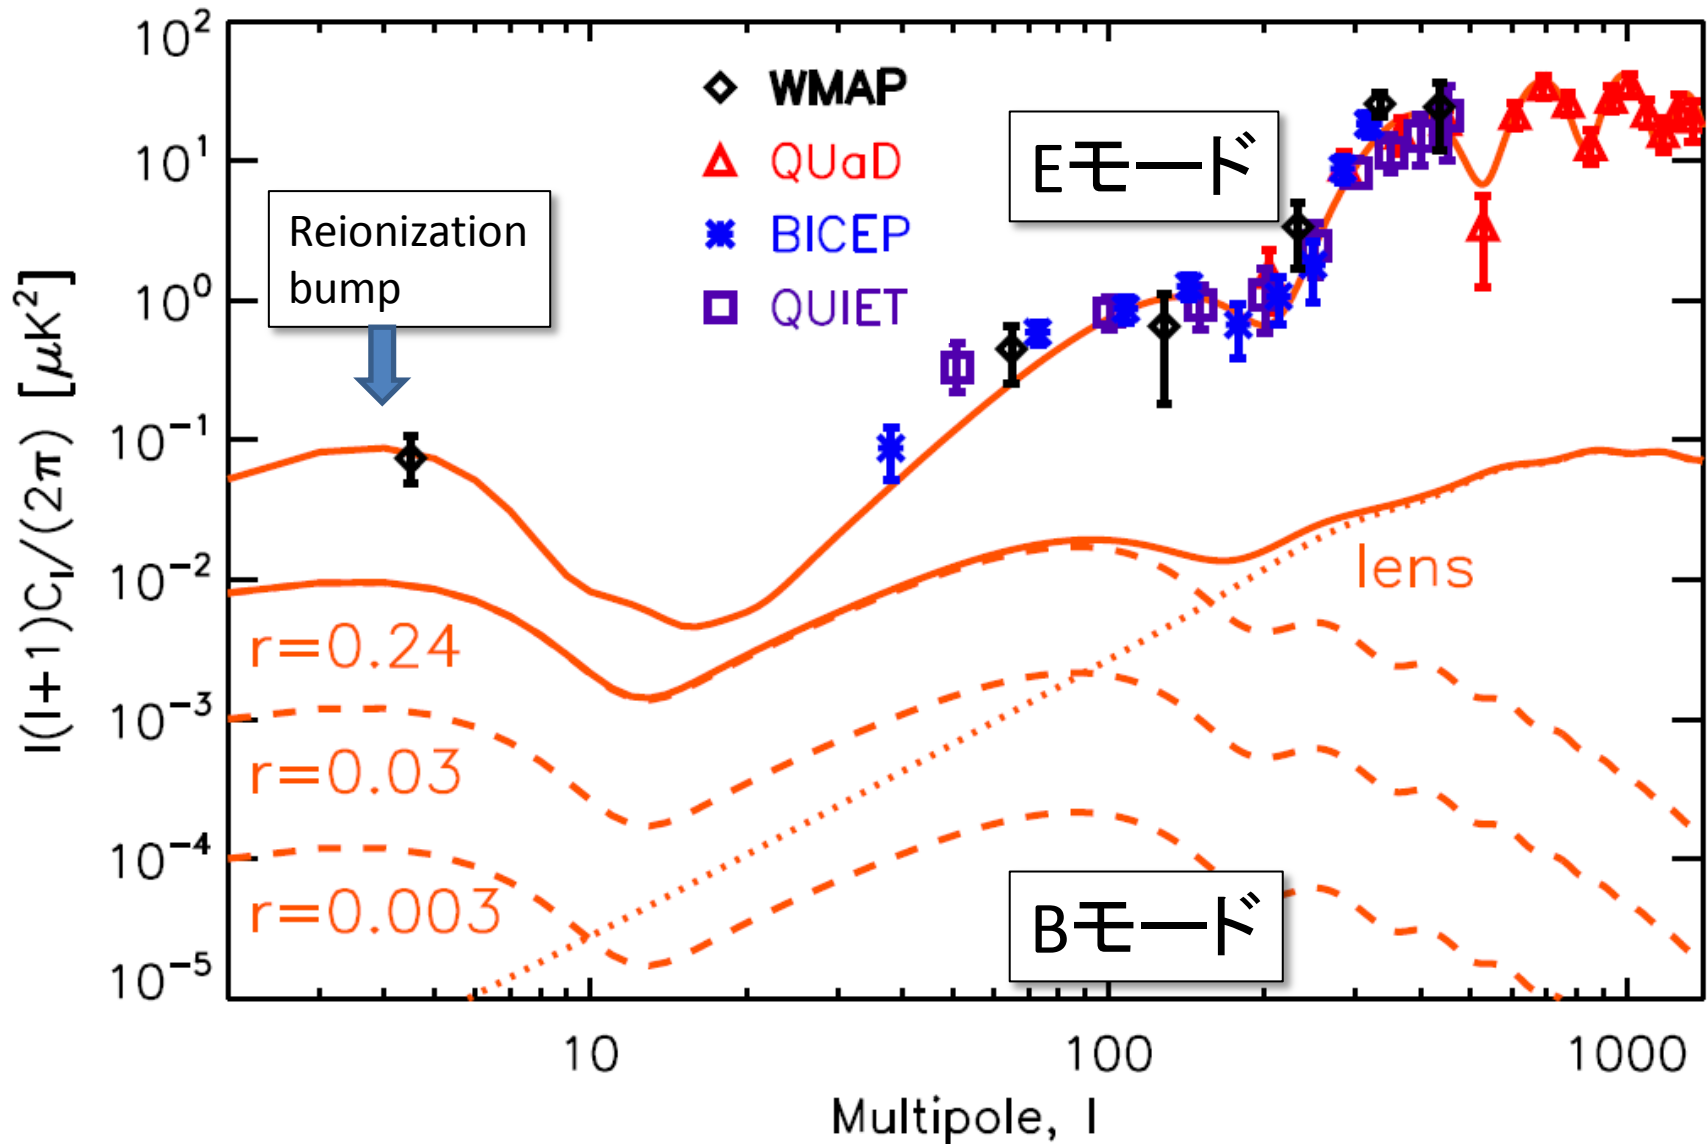 10²
10¹
10⁰
10⁻¹
10⁻²
10⁻³
10⁻⁴
10⁻⁵
l(l+1)Cₗ/(2π) [μK²]
WMAP
QUaD
BICEP
QUIET
Eモード
Reionization
bump
lens
r=0.24
r=0.03
r=0.003
Bモード
10
100
1000
Multipole, l